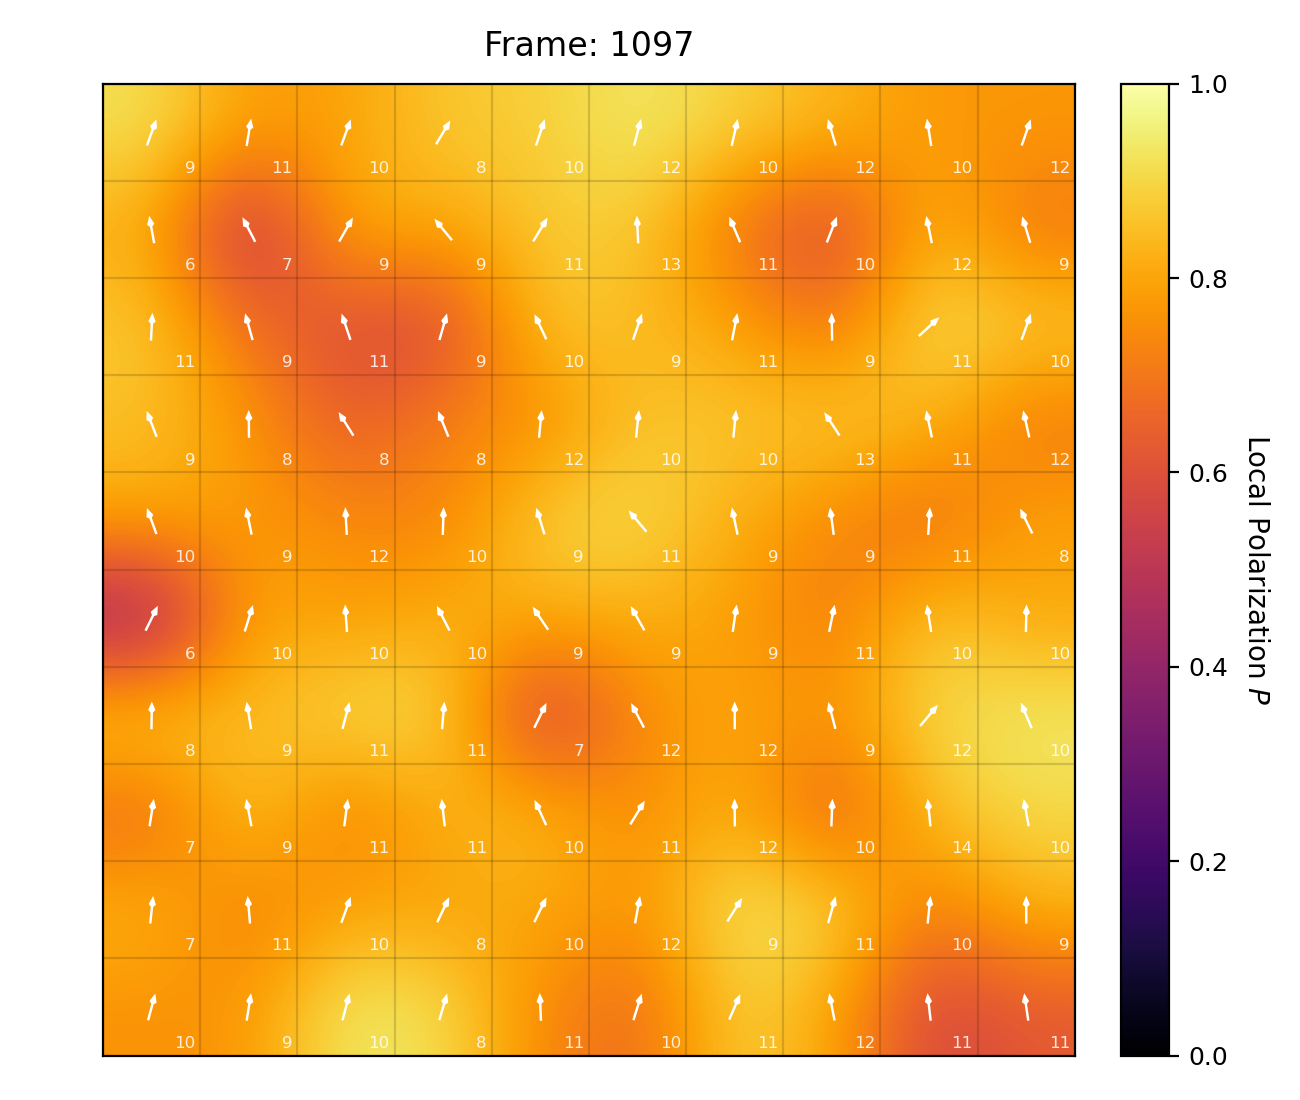 Frame: 1097
9 11 10 8 10 12 10 12 10 12
6 7 9 9 11 13 11 10 12 9
11 9 11 9 10 9 11 9 11 10
9 8 8 8 12 10 10 13 11 12
10 9 12 10 9 11 9 9 11 8
6 10 10 10 9 9 9 11 10 10
8 9 11 11 7 12 12 9 12 10
7 9 11 11 10 11 12 10 14 10
7 11 10 8 10 12 9 11 10 9
10 9 10 8 11 10 11 12 11 11
1.0
0.8
0.6
0.4
0.2
0.0
Local Polarization P